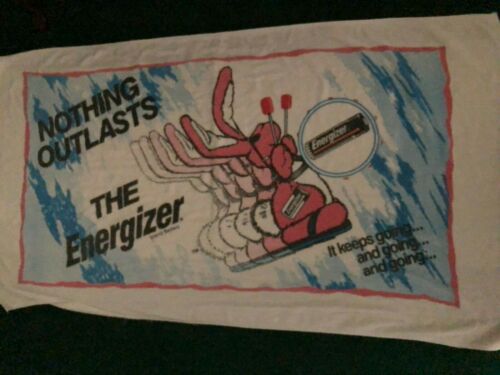 NOTHING
OUTLASTS
THE
Energizer
Energizer
It keeps going...
and going...
and going...